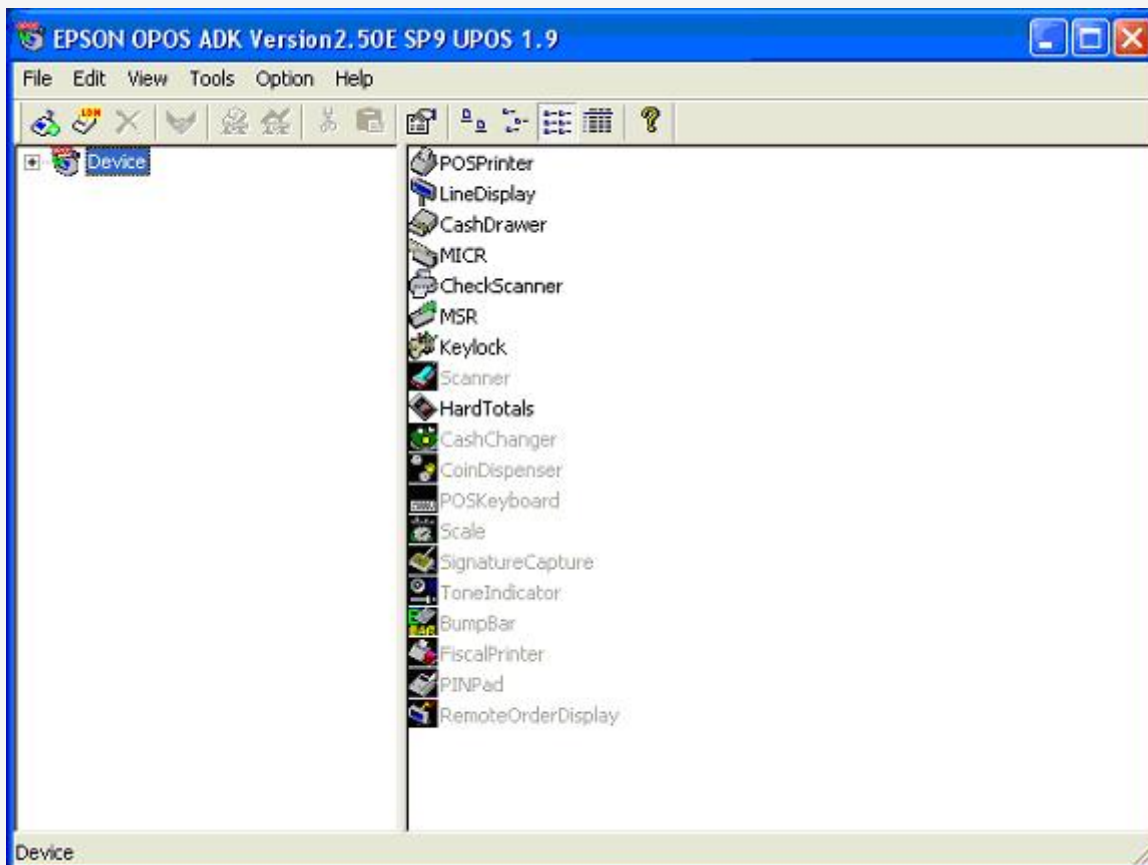 EPSON OPOS ADK Version2.50E SP9 UPOS 1.9
File Edit View Tools Option Help
Device
POSPrinter
LineDisplay
CashDrawer
MICR
CheckScanner
MSR
Keylock
Scanner
HardTotals
CashChanger
CoinDispenser
POSKeyboard
Scale
SignatureCapture
ToneIndicator
BumpBar
FiscalPrinter
PINPad
RemoteOrderDisplay
Device